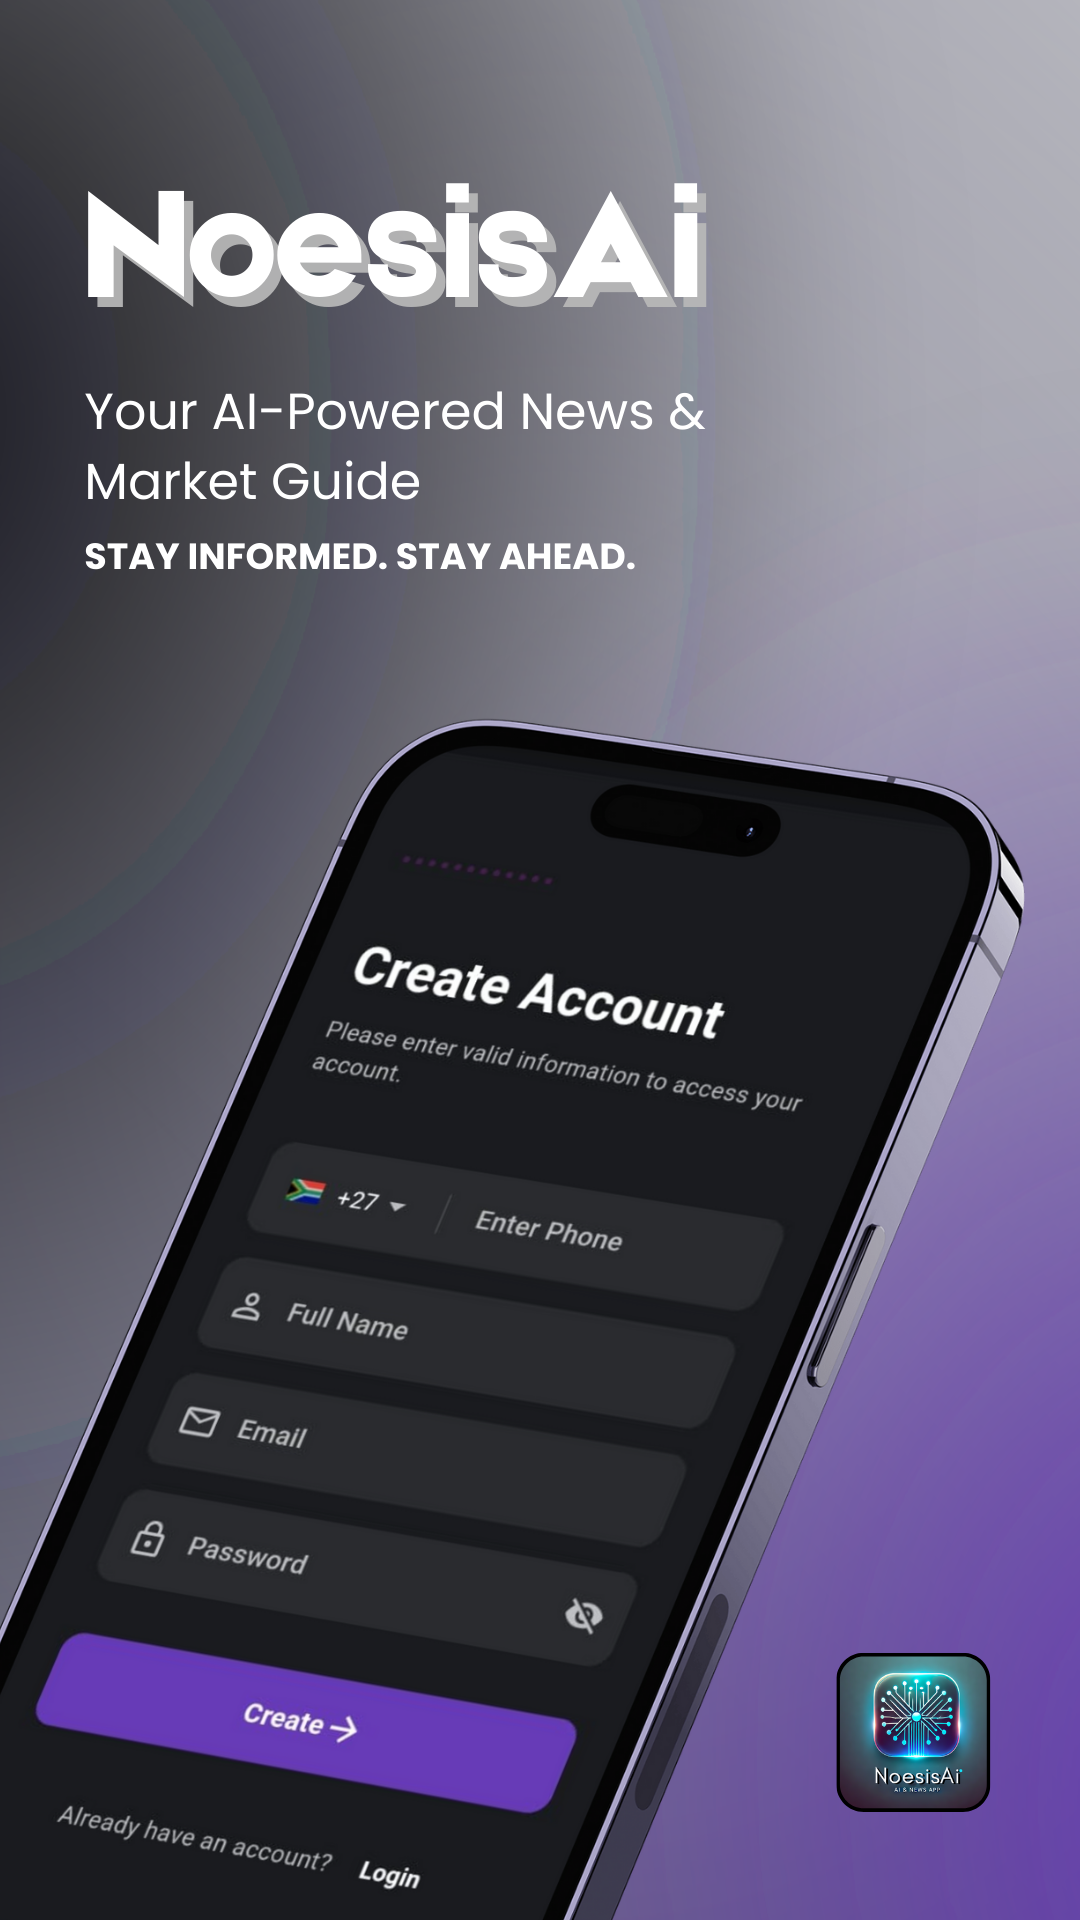 NoesisAi
Your AI-Powered News &
Market Guide
STAY INFORMED. STAY AHEAD.
Create Account
Please enter valid information to access your
account.
+27 Enter Phone
Full Name
Email
Password
Create →
Already have an account? Login
NoesisAi
AI & NEWS APP